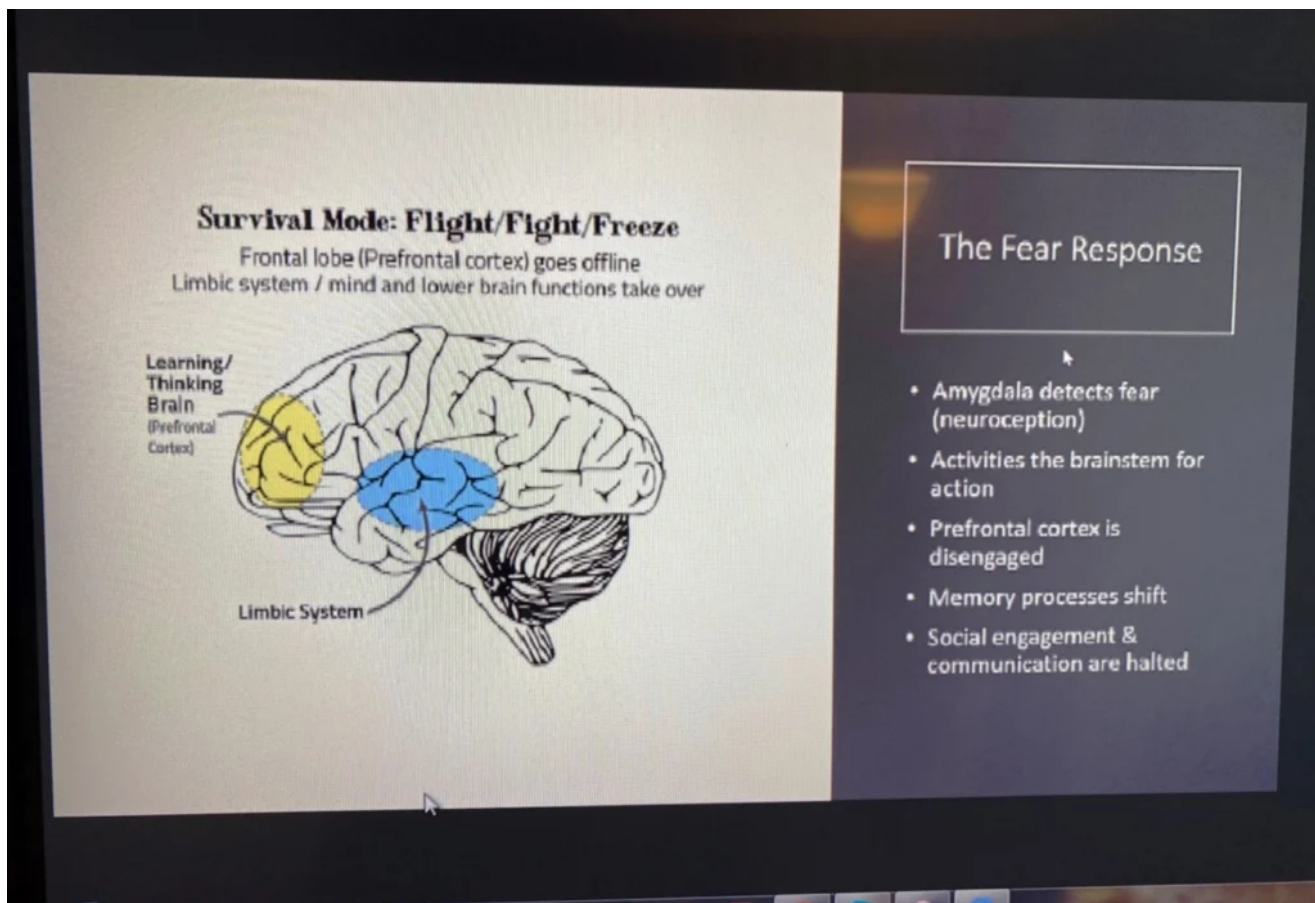 Survival Mode: Flight/Fight/Freeze
Frontal lobe (Prefrontal cortex) goes offline
Limbic system / mind and lower brain functions take over
Learning/
Thinking
Brain
(Prefrontal
Cortex)
Limbic System
The Fear Response
• Amygdala detects fear
(neuroception)
• Activities the brainstem for
action
• Prefrontal cortex is
disengaged
• Memory processes shift
• Social engagement &
communication are halted